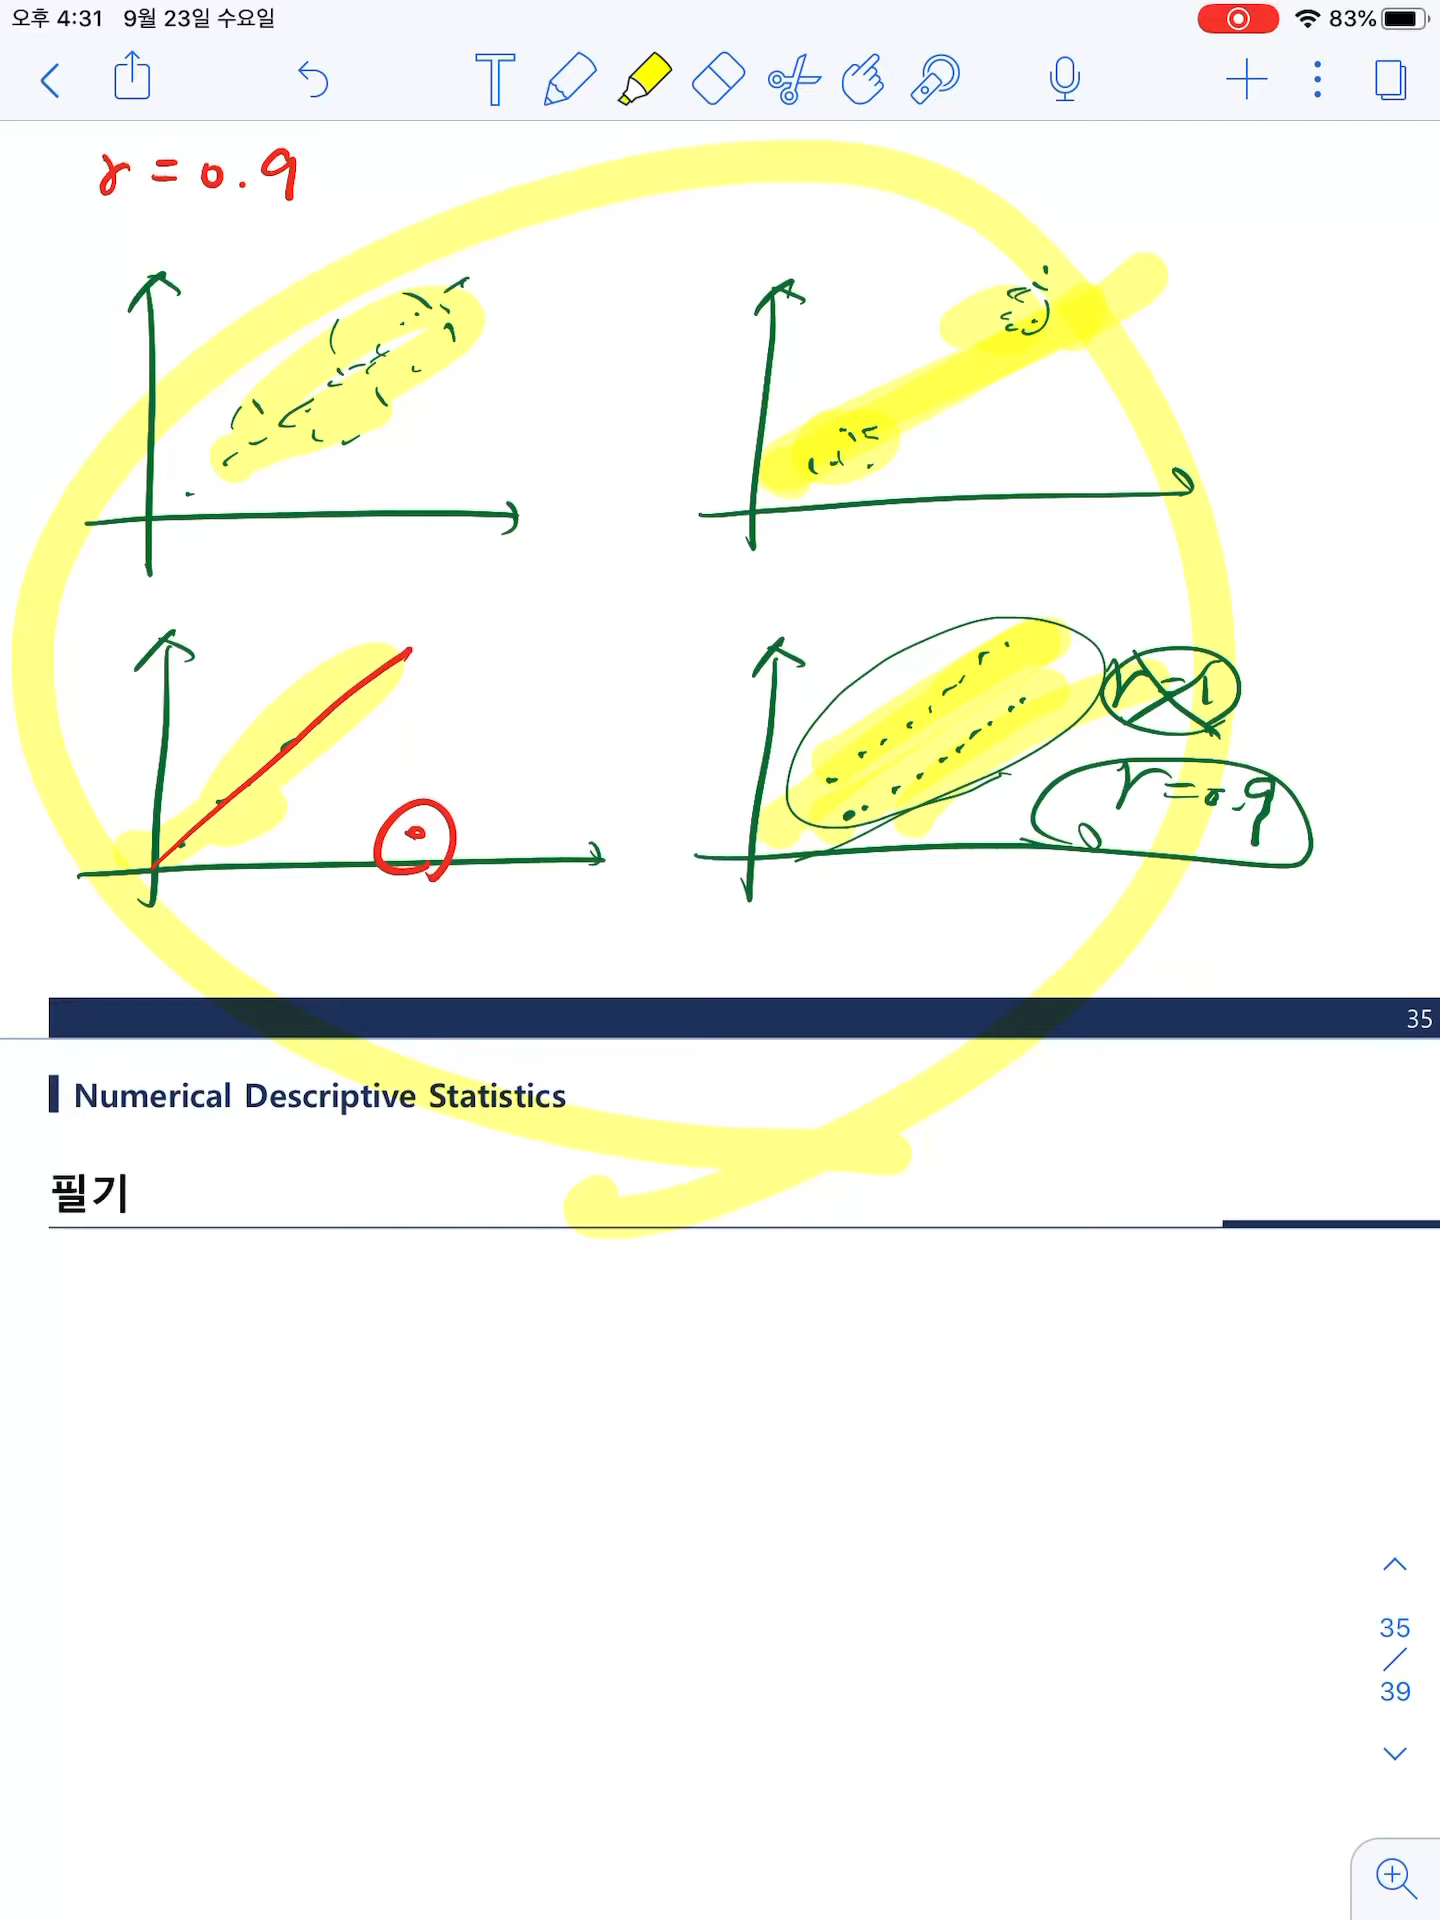 오후 4:31 9월 23일 수요일
83%
r = 0.9
r=1
r=0.9
35
Numerical Descriptive Statistics
필기
35
/
39